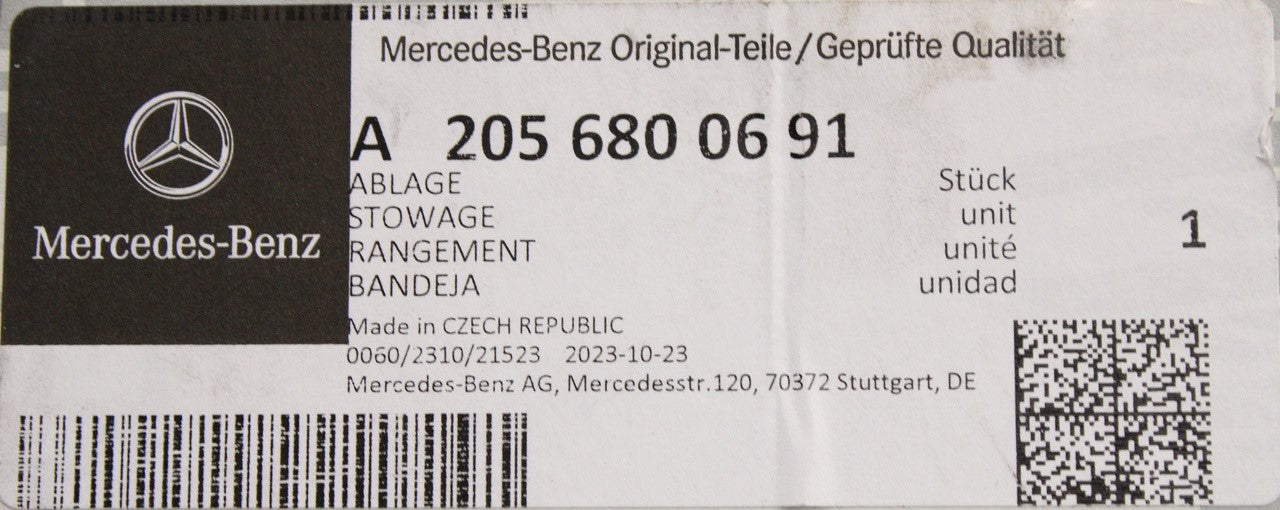 Mercedes-Benz Original-Teile/Geprüfte Qualität
A 205 680 06 91
ABLAGE Stück
STOWAGE unit
Mercedes-Benz
RANGEMENT unité 1
BANDEJA unidad
Made in CZECH REPUBLIC
0060/2310/21523 2023-10-23
Mercedes-Benz AG, Mercedesstr.120, 70372 Stuttgart, DE